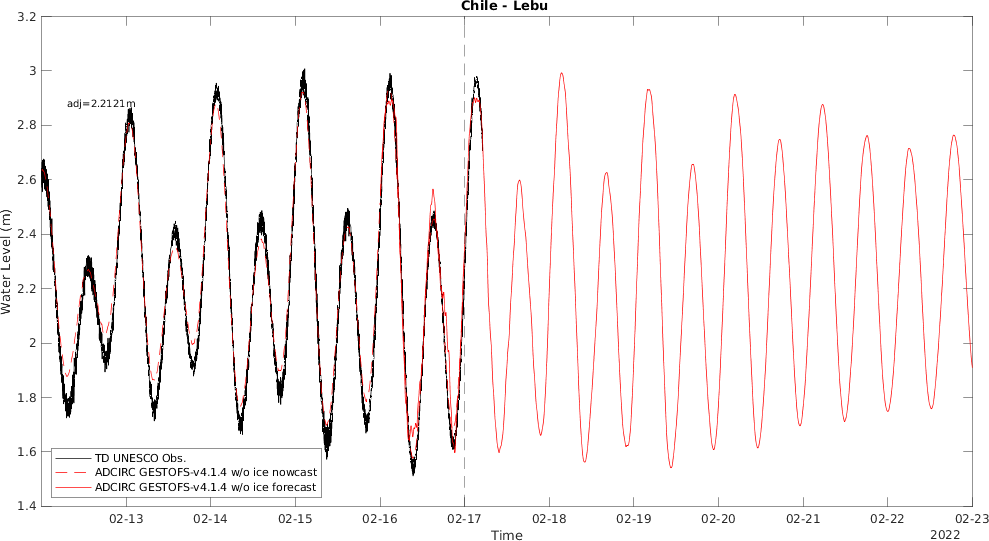 Chile - Lebu
3.2
3
2.8
2.6
2.4
2.2
2
1.8
1.6
1.4
Water Level (m)
adj=2.2121m
TD UNESCO Obs.
ADCIRC GESTOFS-v4.1.4 w/o ice nowcast
ADCIRC GESTOFS-v4.1.4 w/o ice forecast
02-13 02-14 02-15 02-16 02-17 02-18 02-19 02-20 02-21 02-22 02-23
Time
2022